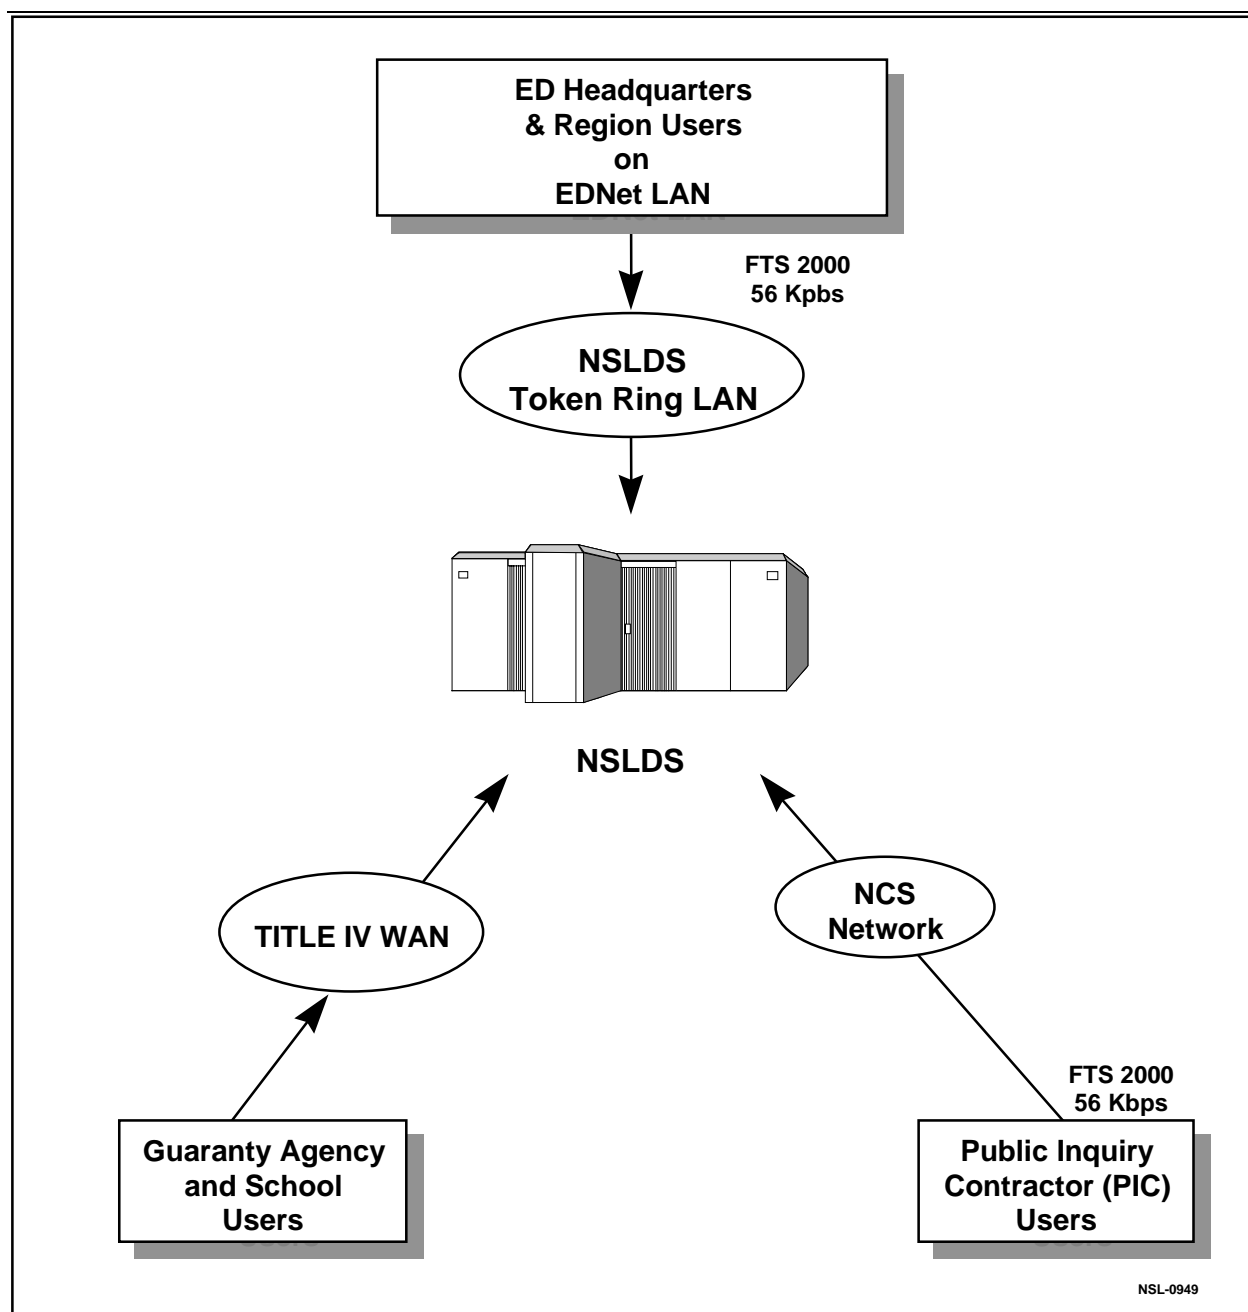 ED Headquarters
& Region Users
on
EDNet LAN
FTS 2000
56 Kpbs
NSLDS
Token Ring LAN
NSLDS
TITLE IV WAN
NCS
Network
FTS 2000
56 Kbps
Guaranty Agency
and School
Users
Public Inquiry
Contractor (PIC)
Users
NSL-0949